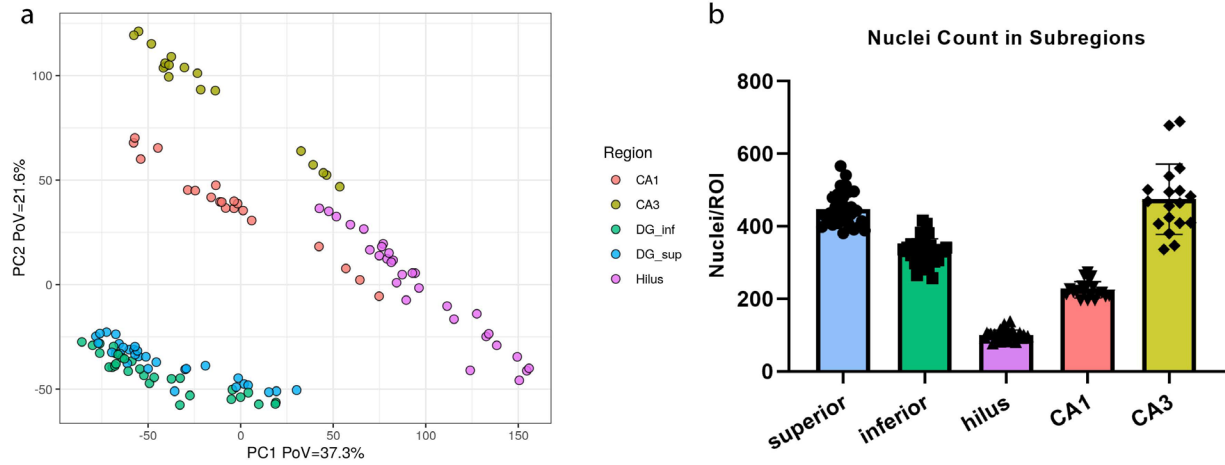 a
100
50
0
-50
PC2 PoV=21.6%
-50
0
50
100
150
PC1 PoV=37.3%
Region
CA1
CA3
DG_inf
DG_sup
Hilus
b
Nuclei Count in Subregions
800
600
400
200
0
Nuclei/ROI
superior
inferior
hilus
CA1
CA3